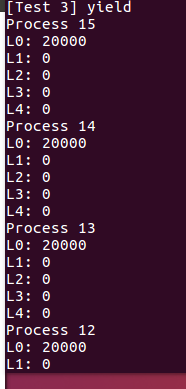 [Test 3] yield
Process 15
L0: 20000
L1: 0
L2: 0
L3: 0
L4: 0
Process 14
L0: 20000
L1: 0
L2: 0
L3: 0
L4: 0
Process 13
L0: 20000
L1: 0
L2: 0
L3: 0
L4: 0
Process 12
L0: 20000
L1: 0